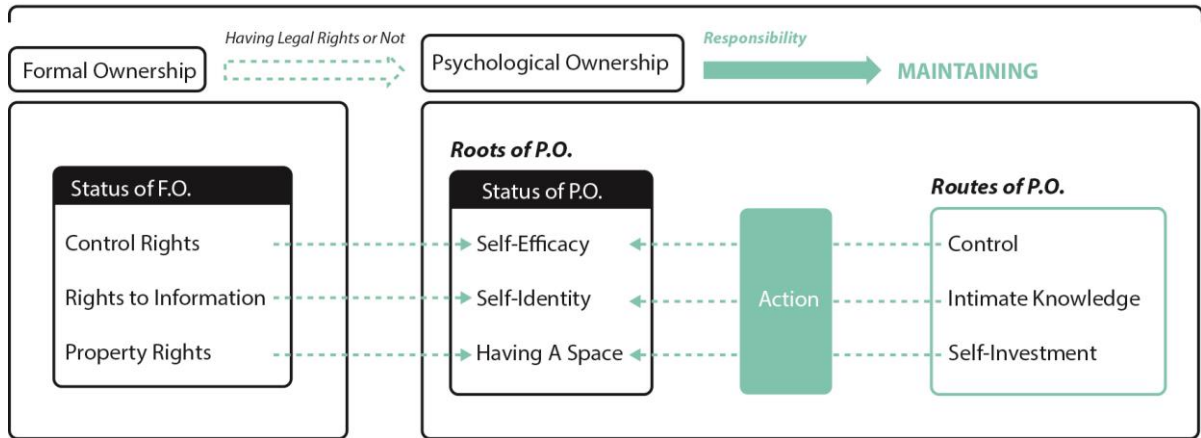 Having Legal Rights or Not
Responsibility
Formal Ownership
Psychological Ownership
MAINTAINING
Roots of P.O.
Status of F.O.
Status of P.O.
Routes of P.O.
Control Rights
Self-Efficacy
Control
Rights to Information
Self-Identity
Action
Intimate Knowledge
Property Rights
Having A Space
Self-Investment